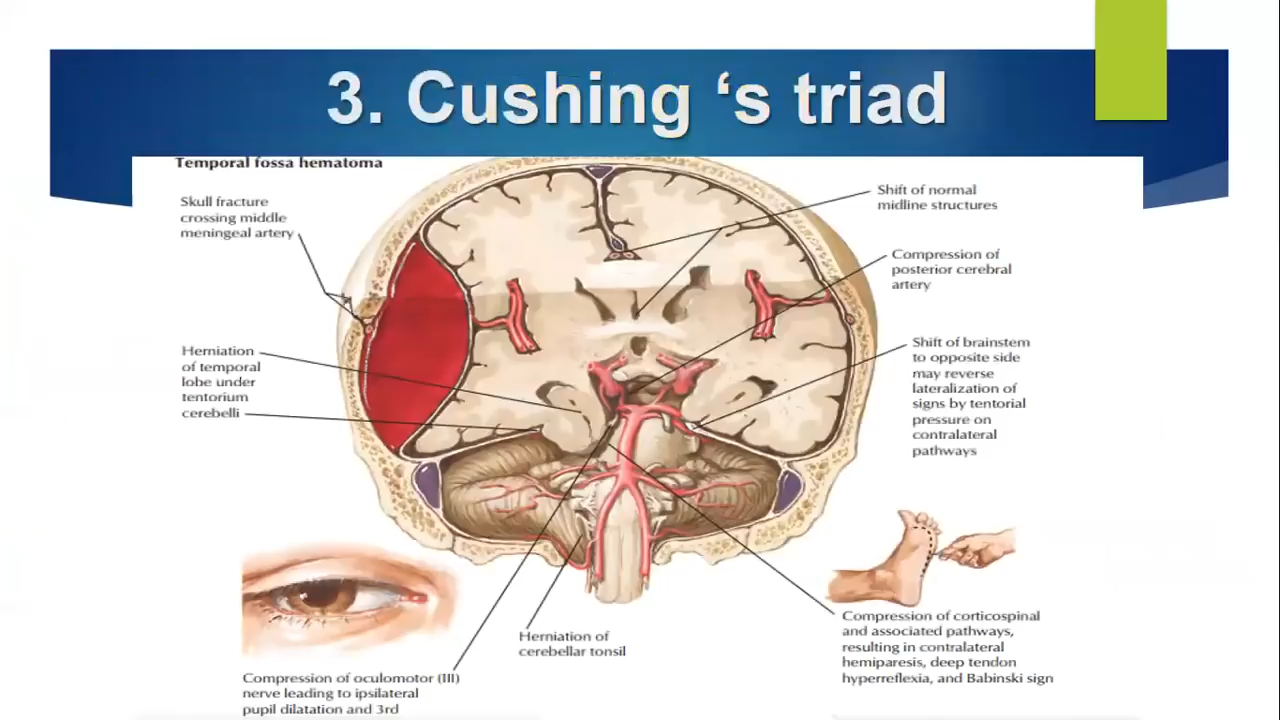 3. Cushing ‘s triad
Temporal fossa hematoma
Skull fracture
crossing middle
meningeal artery
Shift of normal
midline structures
Compression of
posterior cerebral
artery
Herniation
of temporal
lobe under
tentorium
cerebelli
Shift of brainstem
to opposite side
may reverse
lateralization of
signs by tentorial
pressure on
contralateral
pathways
Herniation of
cerebellar tonsil
Compression of corticospinal
and associated pathways,
resulting in contralateral
hemiparesis, deep tendon
hyperreflexia, and Babinski sign
Compression of oculomotor (III)
nerve leading to ipsilateral
pupil dilatation and 3rd